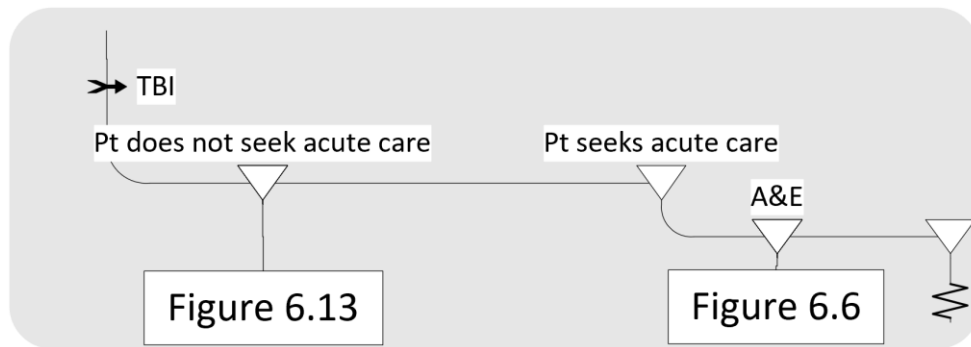 TBI
Pt does not seek acute care
Pt seeks acute care
A&E
Figure 6.13
Figure 6.6